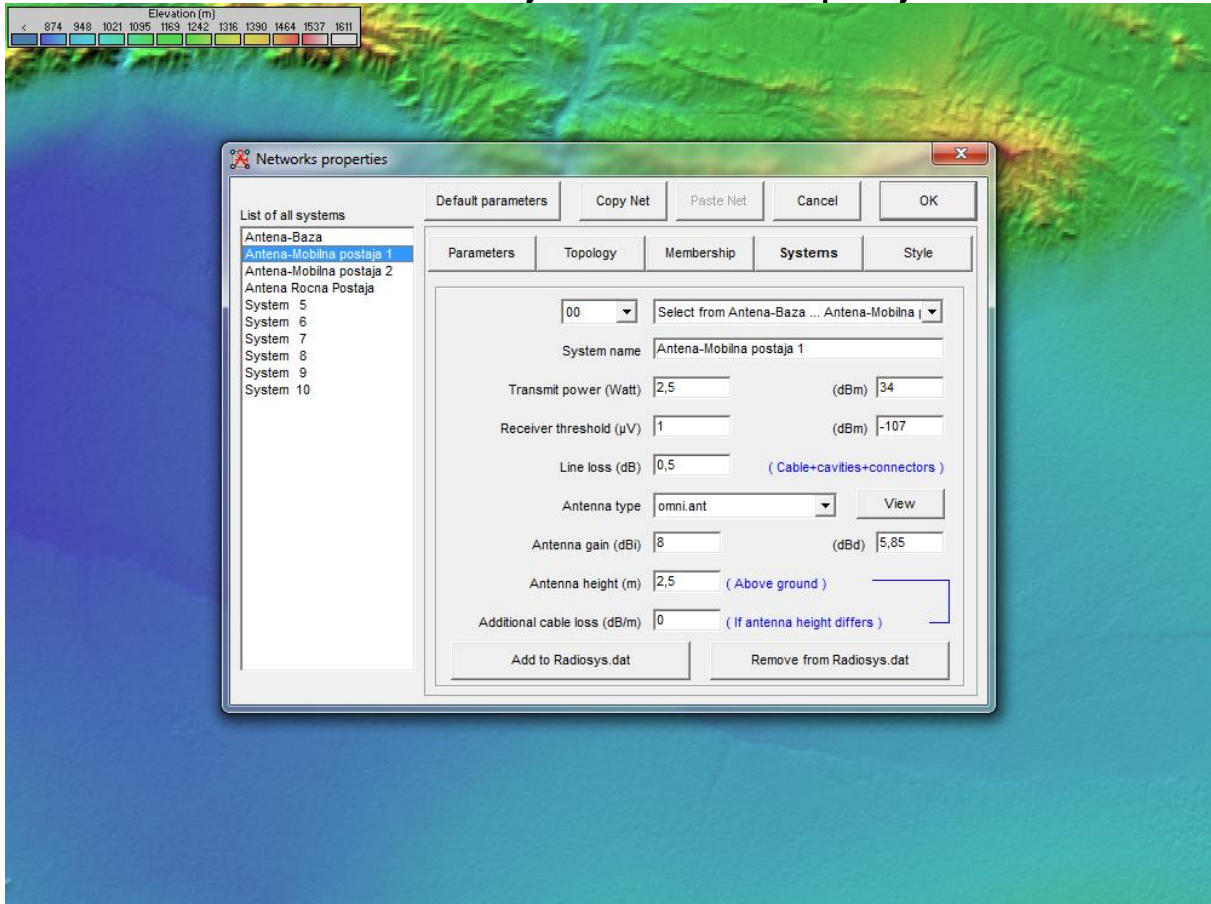 Elevation (m)
< 874 948 1021 1095 1169 1242 1316 1390 1464 1537 1611
Networks properties
Default parameters
Copy Net
Paste Net
Cancel
OK
List of all systems
Antena-Baza
Antena-Mobilna postaja 1
Antena-Mobilna postaja 2
Antena Rocna Postaja
System 5
System 6
System 7
System 8
System 9
System 10
Parameters
Topology
Membership
Systems
Style
00
Select from Antena-Baza ... Antena-Mobilna
System name Antena-Mobilna postaja 1
Transmit power (Watt) 2,5 (dBm) 34
Receiver threshold (µV) 1 (dBm) -107
Line loss (dB) 0,5 ( Cable+cavities+connectors )
Antenna type omni.ant View
Antenna gain (dBi) 8 (dBd) 5,85
Antenna height (m) 2,5 ( Above ground )
Additional cable loss (dB/m) 0 ( If antenna height differs )
Add to Radiosys.dat
Remove from Radiosys.dat